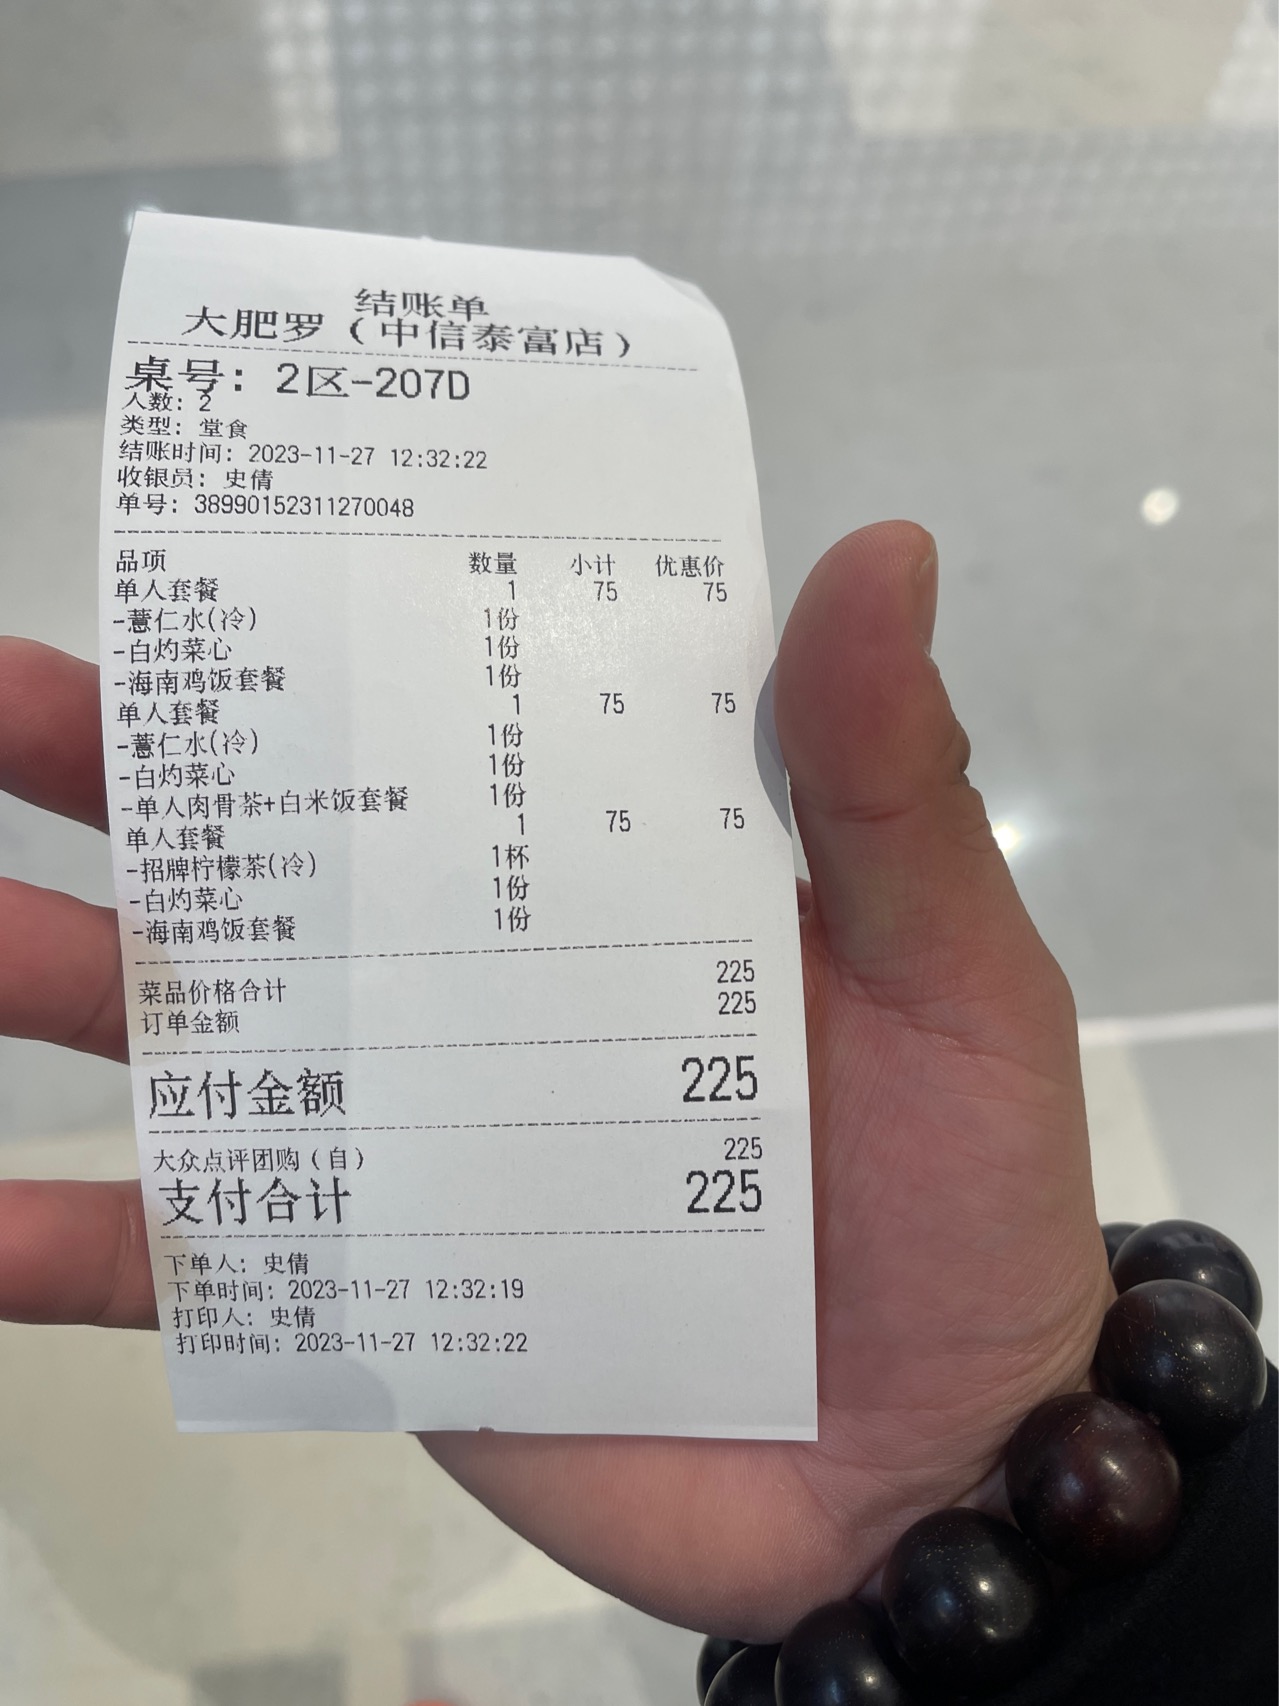 结账单
大肥罗（中信泰富店）
桌号：2区-207D
人数：2
类型：堂食
结账时间：2023-11-27 12:32:22
收银员：史倩
单号：38990152311270048
品项 数量 小计 优惠价
单人套餐 1 75 75
-薏仁水(冷) 1份
-白灼菜心 1份
-海南鸡饭套餐 1份
单人套餐 1 75 75
-薏仁水(冷) 1份
-白灼菜心 1份
-单人肉骨茶+白米饭套餐 1份
单人套餐 1 75 75
-招牌柠檬茶(冷) 1杯
-白灼菜心 1份
-海南鸡饭套餐 1份
菜品价格合计 225
订单金额 225
应付金额 225
大众点评团购（自） 225
支付合计 225
下单人：史倩
下单时间：2023-11-27 12:32:19
打印人：史倩
打印时间：2023-11-27 12:32:22